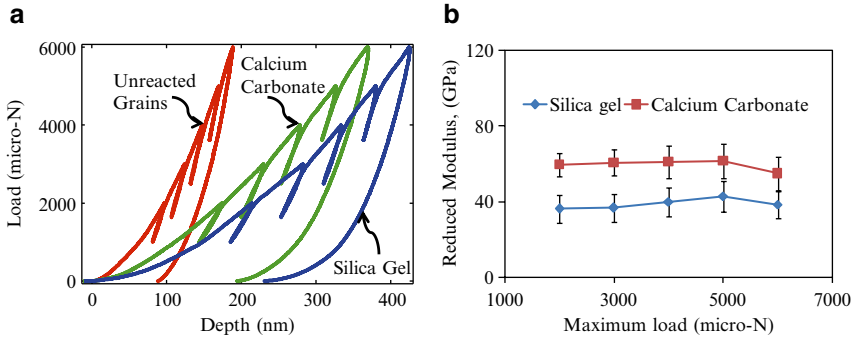 a
6000
4000
2000
0
Load (micro-N)
Unreacted
Grains
Calcium
Carbonate
Silica Gel
0
100
200
300
400
Depth (nm)
b
120
80
40
0
Reduced Modulus, (GPa)
Silica gel
Calcium Carbonate
1000
3000
5000
7000
Maximum load (micro-N)